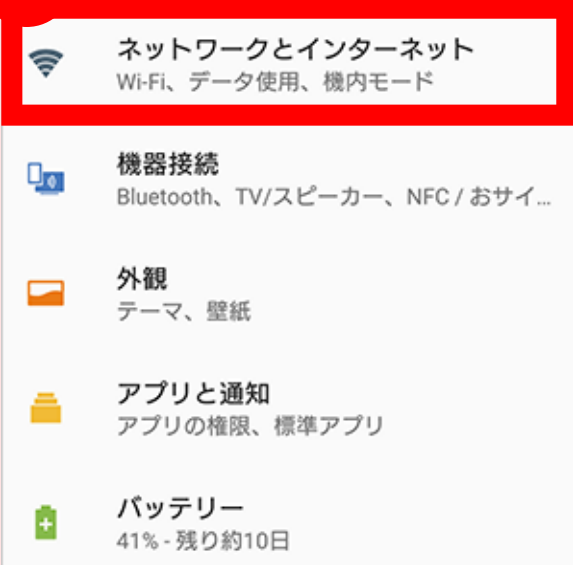 ネットワークとインターネット
Wi-Fi、データ使用、機内モード
機器接続
Bluetooth、TV/スピーカー、NFC / おサイ...
外観
テーマ、壁紙
アプリと通知
アプリの権限、標準アプリ
バッテリー
41% - 残り約10日